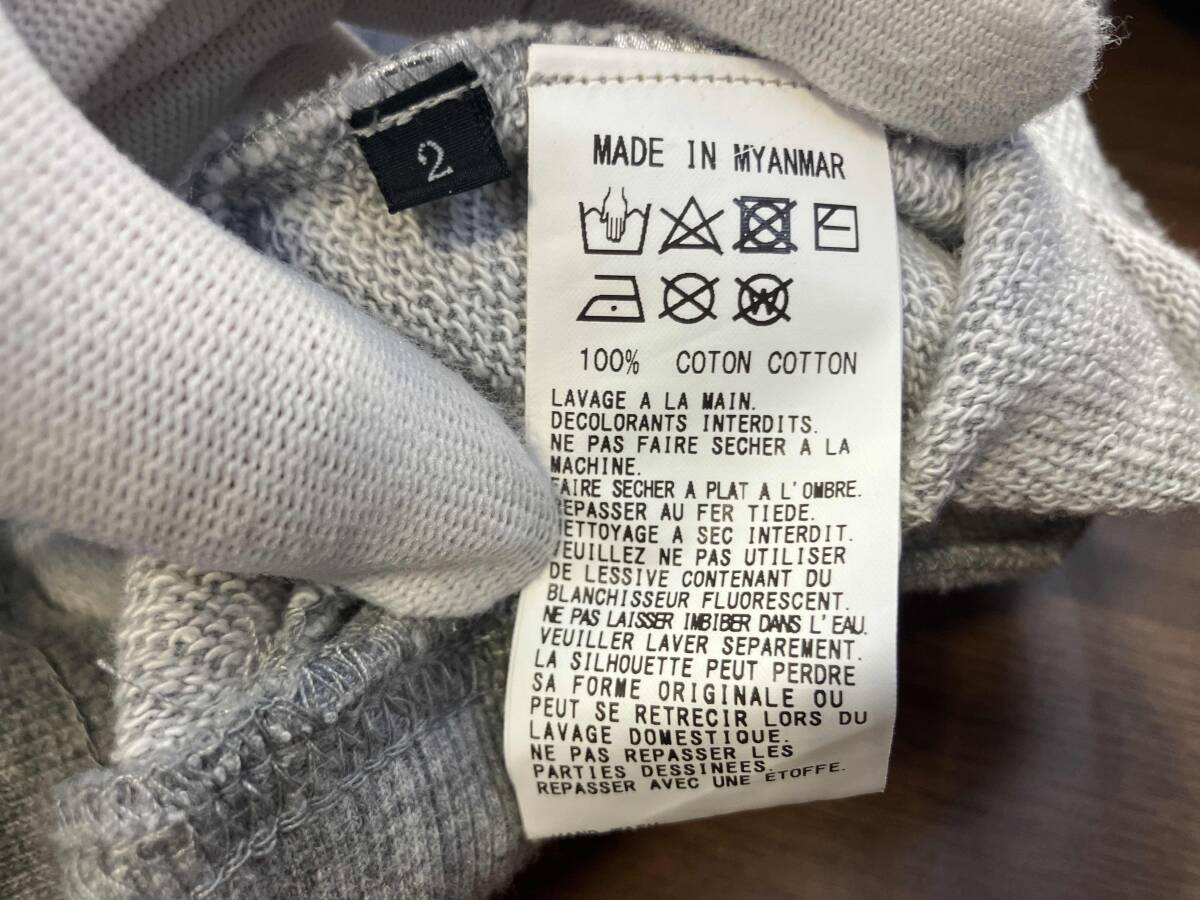 2
MADE IN MYANMAR
W
100% COTON COTTON
LAVAGE A LA MAIN.
DECOLORANTS INTERDITS.
NE PAS FAIRE SECHER A LA
MACHINE.
FAIRE SECHER A PLAT A L'OMBRE.
REPASSER AU FER TIEDE.
NETTOYAGE A SEC INTERDIT.
VEUILLEZ NE PAS UTILISER
DE LESSIVE CONTENANT DU
BLANCHISSEUR FLUORESCENT.
NE PAS LAISSER IMBIBER DANS L'EAU.
VEUILLER LAVER SEPAREMENT.
LA SILHOUETTE PEUT PERDRE
SA FORME ORIGINALE OU
PEUT SE RETRECIR LORS DU
LAVAGE DOMESTIQUE.
NE PAS REPASSER LES
PARTIES DESSINEES.
REPASSER AVEC UNE ÉTOFFE.